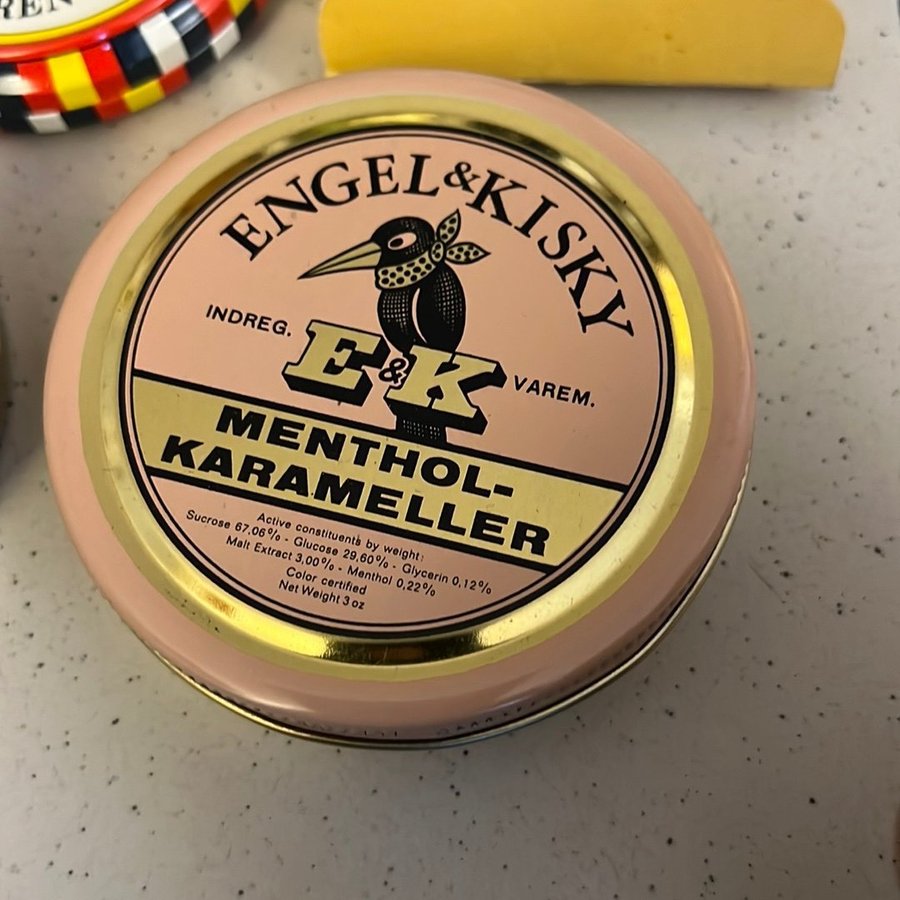 REN
ENGEL & KISKY
INDREG. VAREM.
E&K
MENTHOL-
KARAMELLER
Active constituents by weight:
Sucrose 67,06% - Glucose 29,60% - Glycerin 0,12%
Malt Extract 3,00% - Menthol 0,22%
Color certified
Net Weight 3 oz